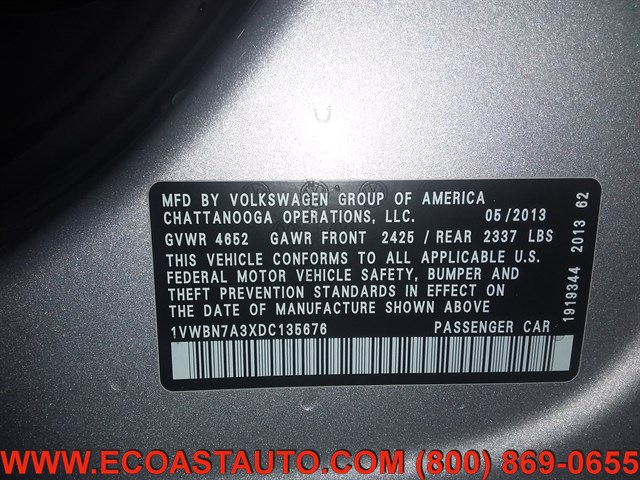 MFD BY VOLKSWAGEN GROUP OF AMERICA
CHATTANOOGA OPERATIONS, LLC. 05/2013
GVWR 4652 GAWR FRONT 2425 / REAR 2337 LBS
THIS VEHICLE CONFORMS TO ALL APPLICABLE U.S.
FEDERAL MOTOR VEHICLE SAFETY, BUMPER AND
THEFT PREVENTION STANDARDS IN EFFECT ON
THE DATE OF MANUFACTURE SHOWN ABOVE
1VWBN7A3XDC135676 PASSENGER CAR
1919344 2013 62
WWW.ECOASTAUTO.COM (800) 869-0655